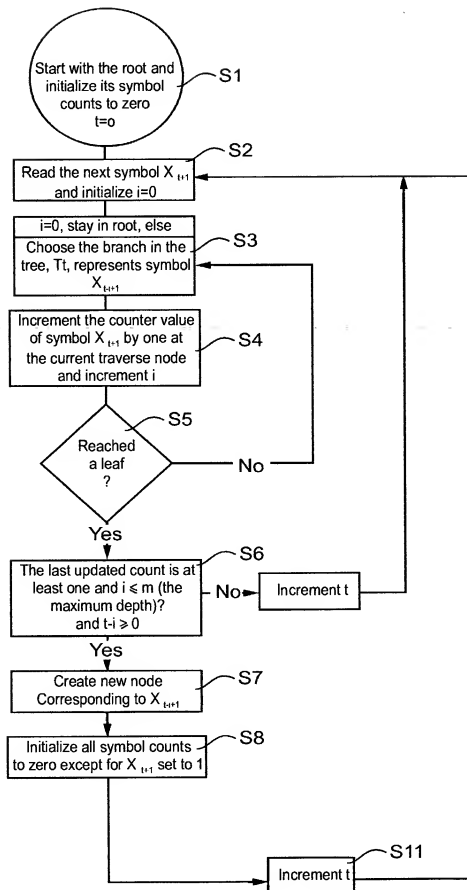 Start with the root and
initialize its symbol
counts to zero
t=o
S1
S2
Read the next symbol X t+1
and initialize i=0
i=0, stay in root, else
Choose the branch in the
tree, Tt, represents symbol
X t-i+1
S3
Increment the counter value
of symbol X t+1 by one at
the current traverse node
and increment i
S4
S5
Reached
a leaf
?
No
Yes
S6
The last updated count is at
least one and i ⩽ m (the
maximum depth)?
and t-i ⩾ 0
No
Increment t
Yes
Create new node
Corresponding to X t-i+1
S7
Initialize all symbol counts
to zero except for X t+1 set to 1
S8
S11
Increment t